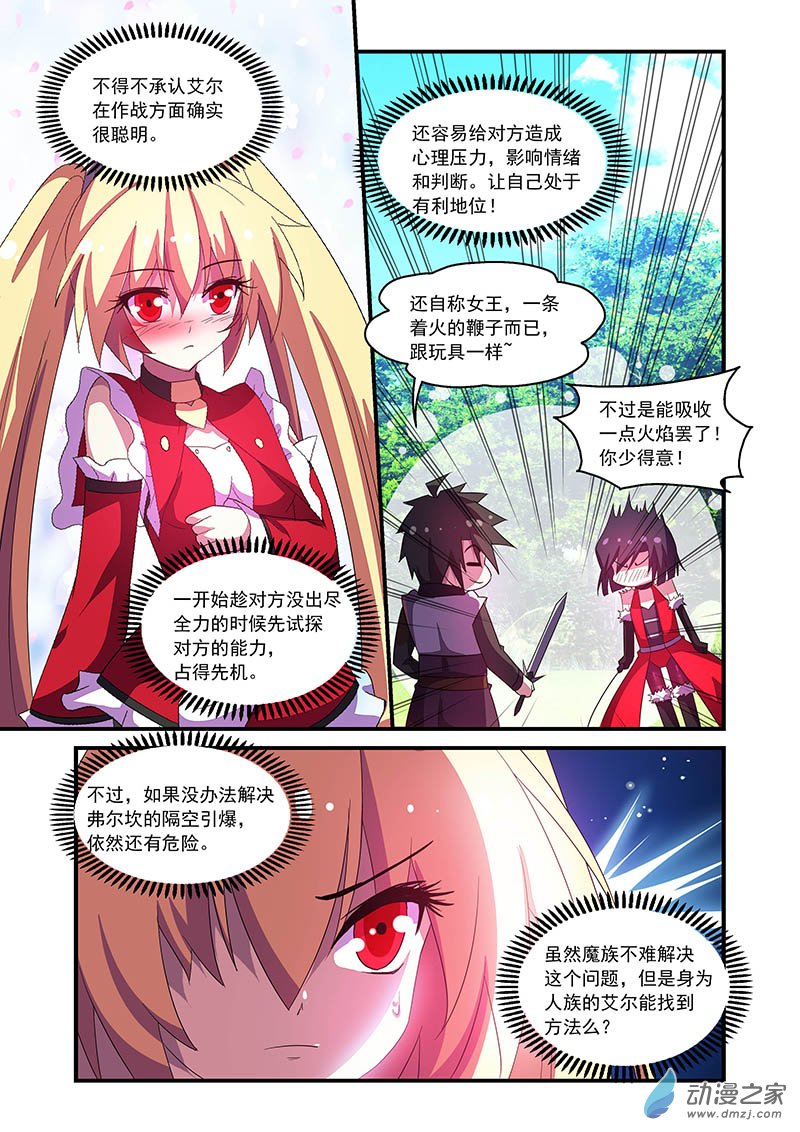 不得不承认艾尔
在作战方面确实
很聪明。
一开始趁对方没出尽
全力的时候先试探
对方的能力，
占得先机。
还容易给对方造成
心理压力，影响情绪
和判断。让自己处于
有利地位！
还自称女王，一条
着火的鞭子而已，
跟玩具一样~
不过是能吸收
一点火焰罢了！
你少得意！
不过，如果没办法解决
弗尔坎的隔空引爆，
依然还有危险。
虽然魔族不难解决
这个问题，但是身为
人族的艾尔能找到
方法么？
动漫之家
www.dmzj.com